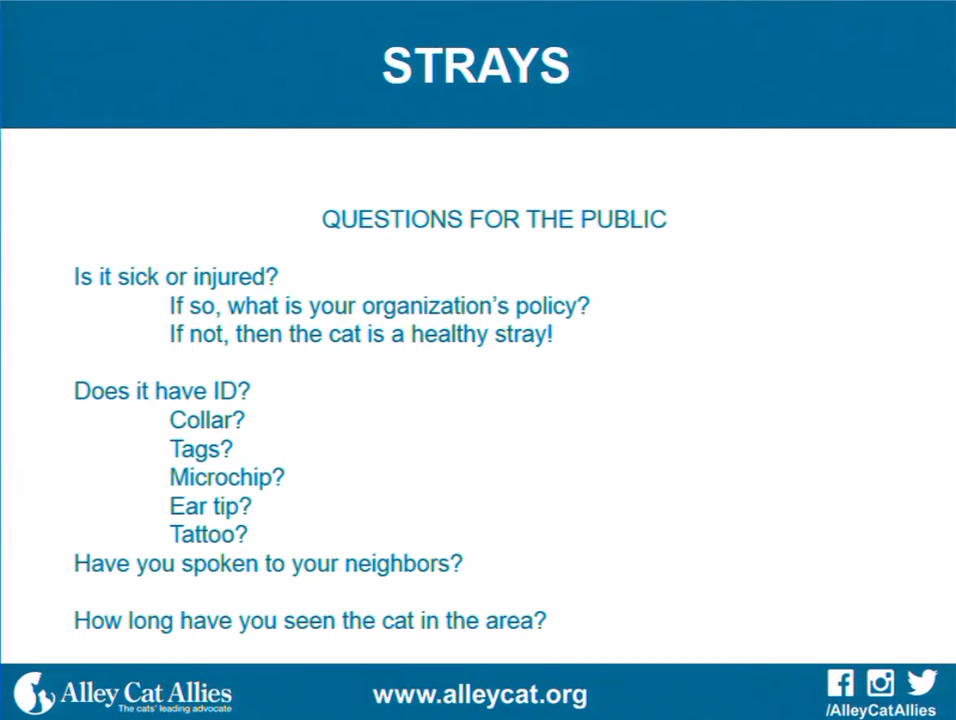 STRAYS
QUESTIONS FOR THE PUBLIC
Is it sick or injured?
If so, what is your organization's policy?
If not, then the cat is a healthy stray!
Does it have ID?
Collar?
Tags?
Microchip?
Ear tip?
Tattoo?
Have you spoken to your neighbors?
How long have you seen the cat in the area?
Alley Cat Allies
The cats' leading advocate
www.alleycat.org
/AlleyCatAllies